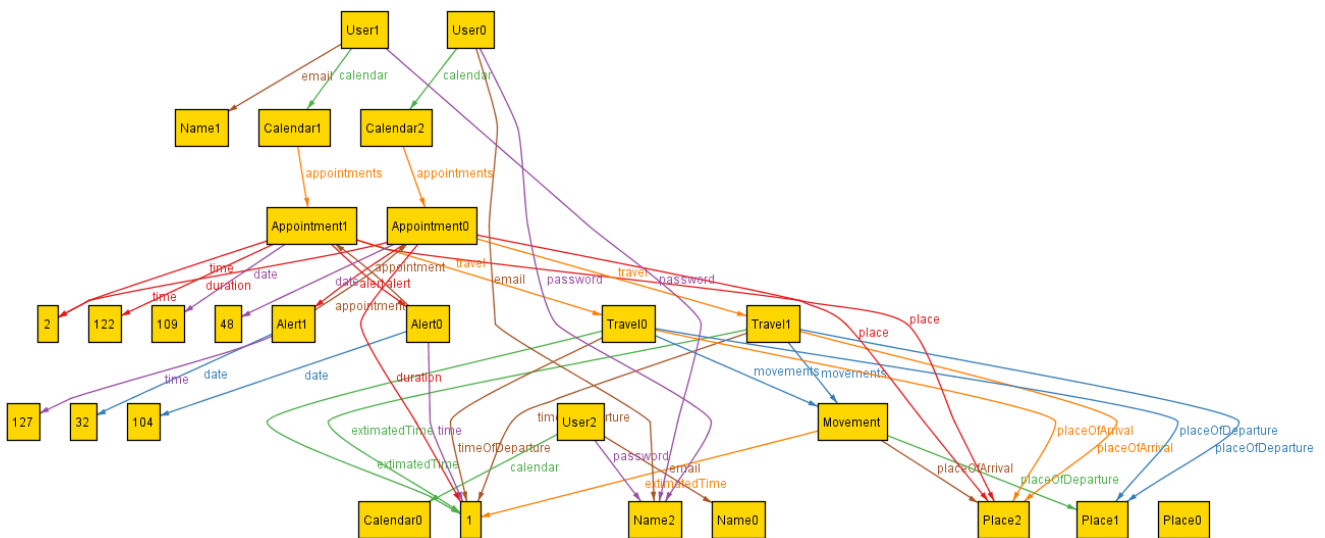 User1 User0
email calendar calendar
Name1 Calendar1 Calendar2
appointments appointments
Appointment1 Appointment0
time date date appointment travel travel email password password
duration alert alert
time appointment
2 122 109 48 Alert1 Alert0 Travel0 Travel1 place place
time date date duration movements movements
127 32 104 extimatedTime time timeOfDeparture User2 Movement placeOfArrival placeOfDeparture
timeOfDeparture password placeOfArrival placeOfDeparture
extimatedTime calendar email placeOfArrival
extimatedTime placeOfDeparture
Calendar0 1 Name2 Name0 Place2 Place1 Place0